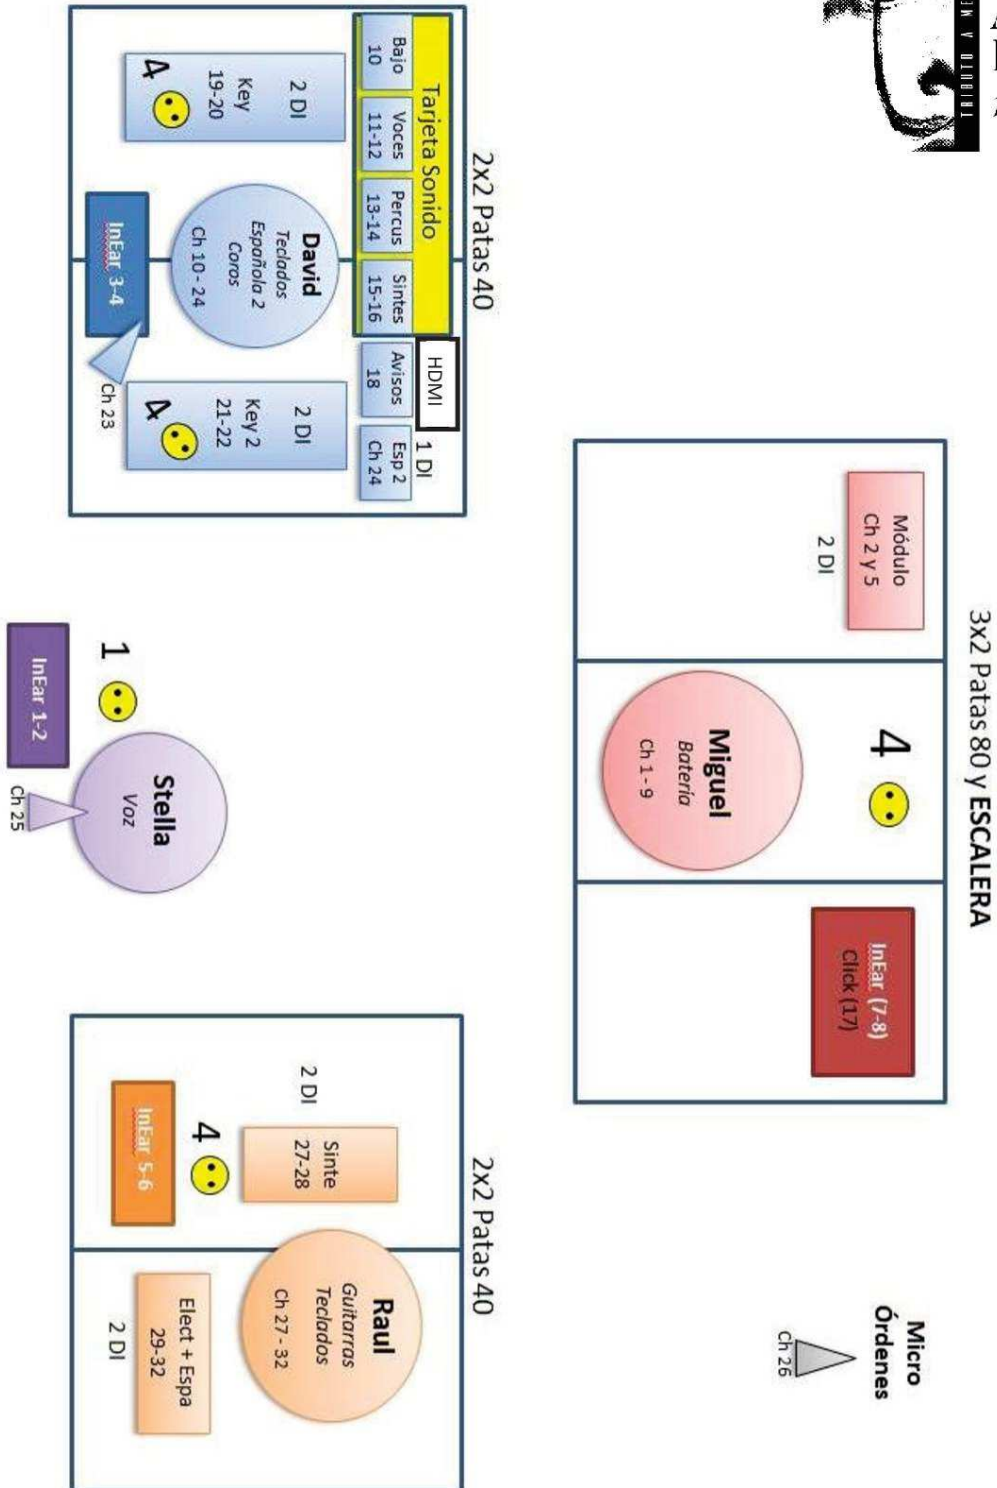 TRIBUTO A ME
3x2 Patas 80 y ESCALERA
Módulo
Ch 2 y 5
2 DI
4
Miguel
Batería
Ch 1 - 9
InEar (7-8)
Click (17)
Micro
Órdenes
Ch 26
2x2 Patas 40
Tarjeta Sonido
HDMI
1 DI
Bajo
10
Voces
11-12
Percus
13-14
Sintes
15-16
Avisos
18
Esp 2
Ch 24
2 DI
Key
19-20
4
David
Teclados
Española 2
Coros
Ch 10 - 24
2 DI
Key 2
21-22
4
InEar 3-4
Ch 23
Stella
Voz
1
InEar 1-2
Ch 25
2x2 Patas 40
2 DI
Sinte
27-28
Raul
Guitarras
Teclados
Ch 27 - 32
4
InEar 5-6
Elect + Espa
29-32
2 DI